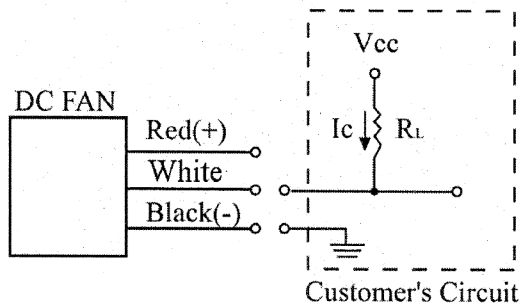 Vcc
DC FAN
Red(+)
Ic
RL
White
Black(-)
Customer's Circuit